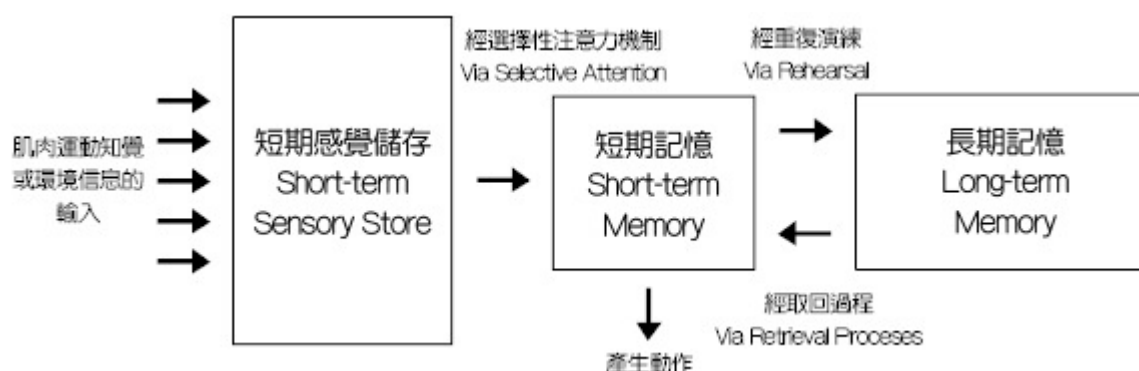 肌肉運動知覺
或環境信息的
輸入
短期感覺儲存
Short-term
Sensory Store
經選擇性注意力機制
Via Selective Attention
短期記憶
Short-term
Memory
經重復演練
Via Rehearsal
長期記憶
Long-term
Memory
經取回過程
Via Retrieval Proceses
產生動作